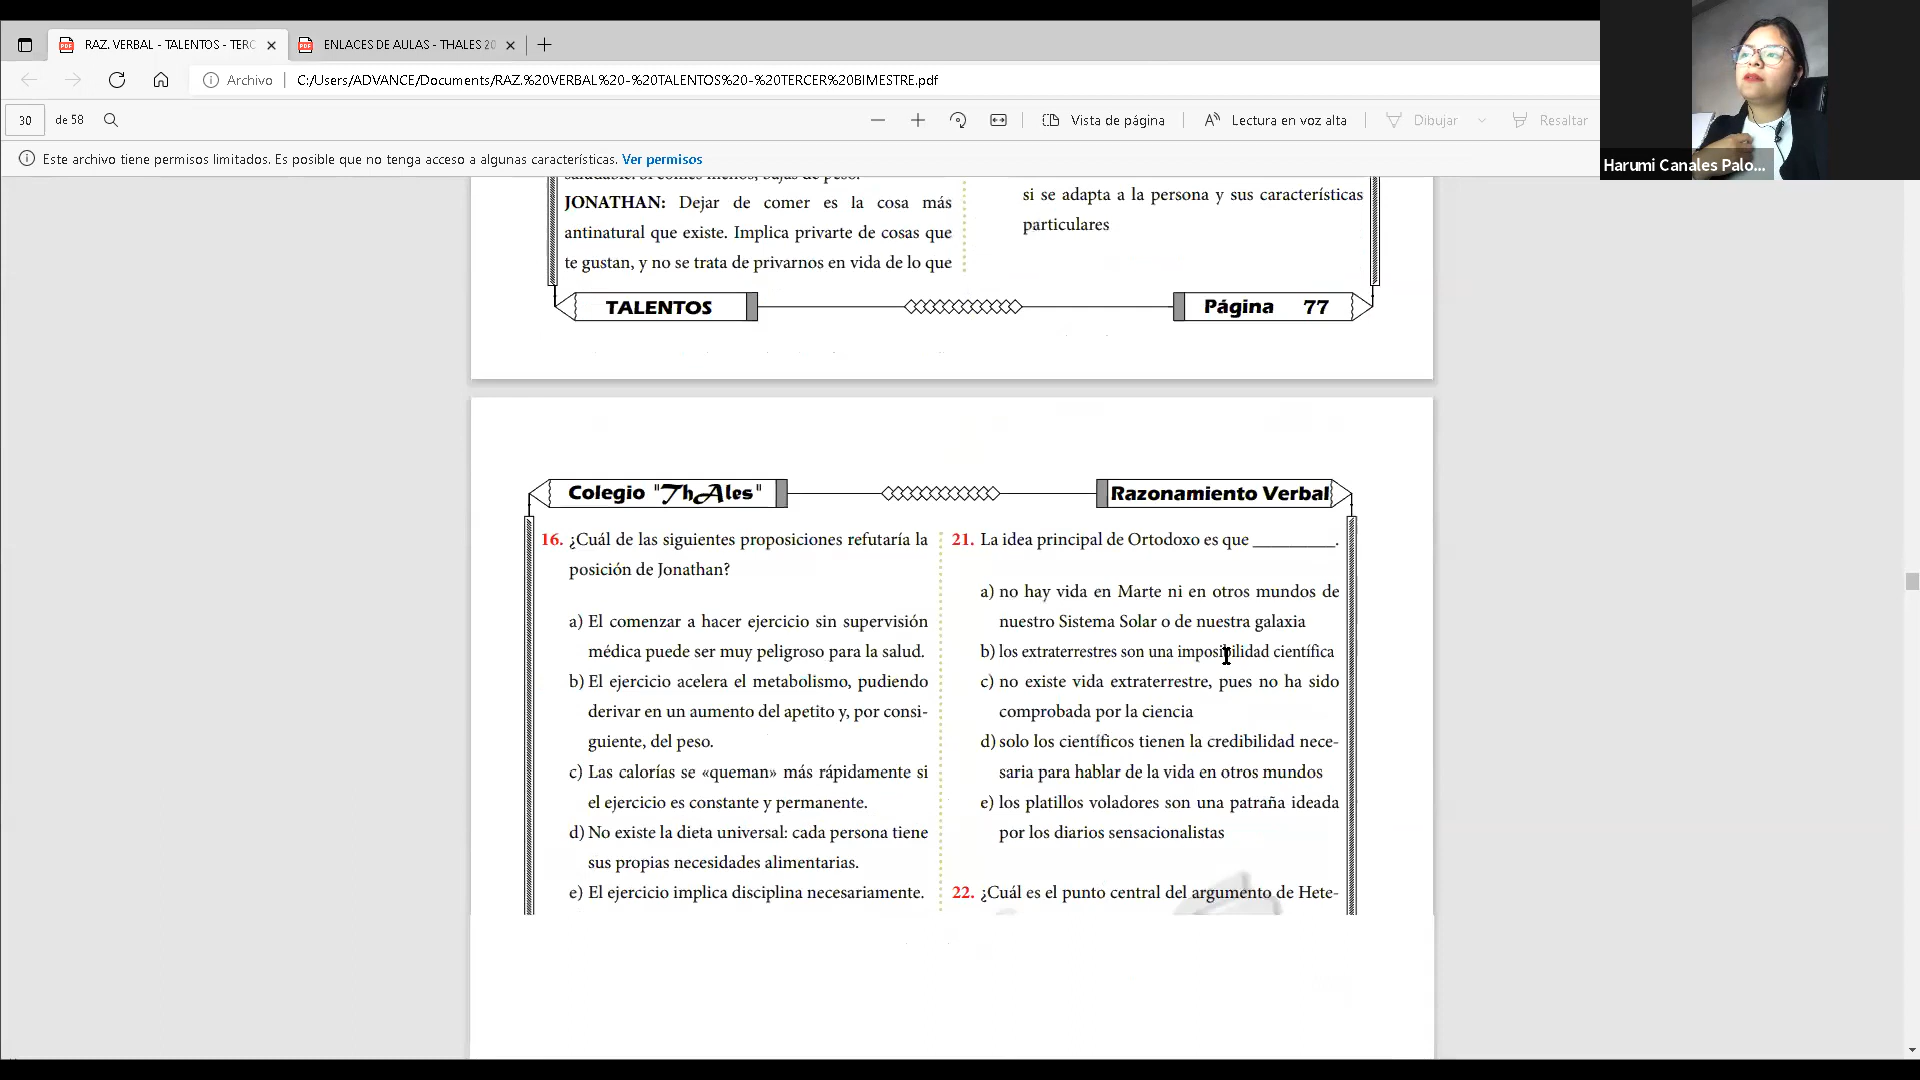 RAZ. VERBAL - TALENTOS - TERC
ENLACES DE AULAS - THALES 20
Archivo
C:/Users/ADVANCE/Documents/RAZ.%20VERBAL%20-%20TALENTOS%20-%20TERCER%20BIMESTRE.pdf
30 de 58
Vista de página
Lectura en voz alta
Dibujar
Resaltar
Este archivo tiene permisos limitados. Es posible que no tenga acceso a algunas características. Ver permisos
Harumi Canales Palo...
saludable. Si comes menos, bajas de peso.
JONATHAN: Dejar de comer es la cosa más
antinatural que existe. Implica privarte de cosas que
te gustan, y no se trata de privarnos en vida de lo que
si se adapta a la persona y sus características
particulares
TALENTOS
Página 77
Colegio "ThAles"
Razonamiento Verbal
16. ¿Cuál de las siguientes proposiciones refutaría la
posición de Jonathan?
a) El comenzar a hacer ejercicio sin supervisión
médica puede ser muy peligroso para la salud.
b) El ejercicio acelera el metabolismo, pudiendo
derivar en un aumento del apetito y, por consi-
guiente, del peso.
c) Las calorías se «queman» más rápidamente si
el ejercicio es constante y permanente.
d) No existe la dieta universal: cada persona tiene
sus propias necesidades alimentarias.
e) El ejercicio implica disciplina necesariamente.
21. La idea principal de Ortodoxo es que _________.
a) no hay vida en Marte ni en otros mundos de
nuestro Sistema Solar o de nuestra galaxia
b) los extraterrestres son una imposibilidad científica
c) no existe vida extraterrestre, pues no ha sido
comprobada por la ciencia
d) solo los científicos tienen la credibilidad nece-
saria para hablar de la vida en otros mundos
e) los platillos voladores son una patraña ideada
por los diarios sensacionalistas
22. ¿Cuál es el punto central del argumento de Hete-